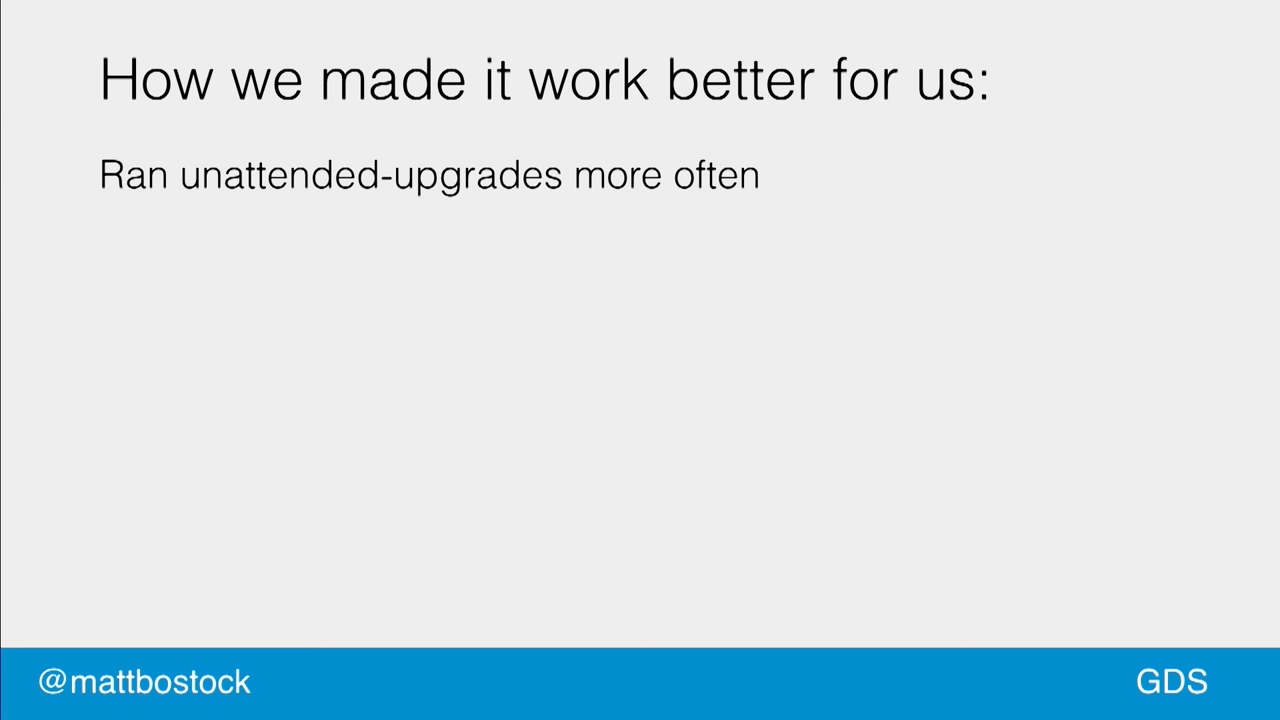 How we made it work better for us:
Ran unattended-upgrades more often
@mattbostock
GDS